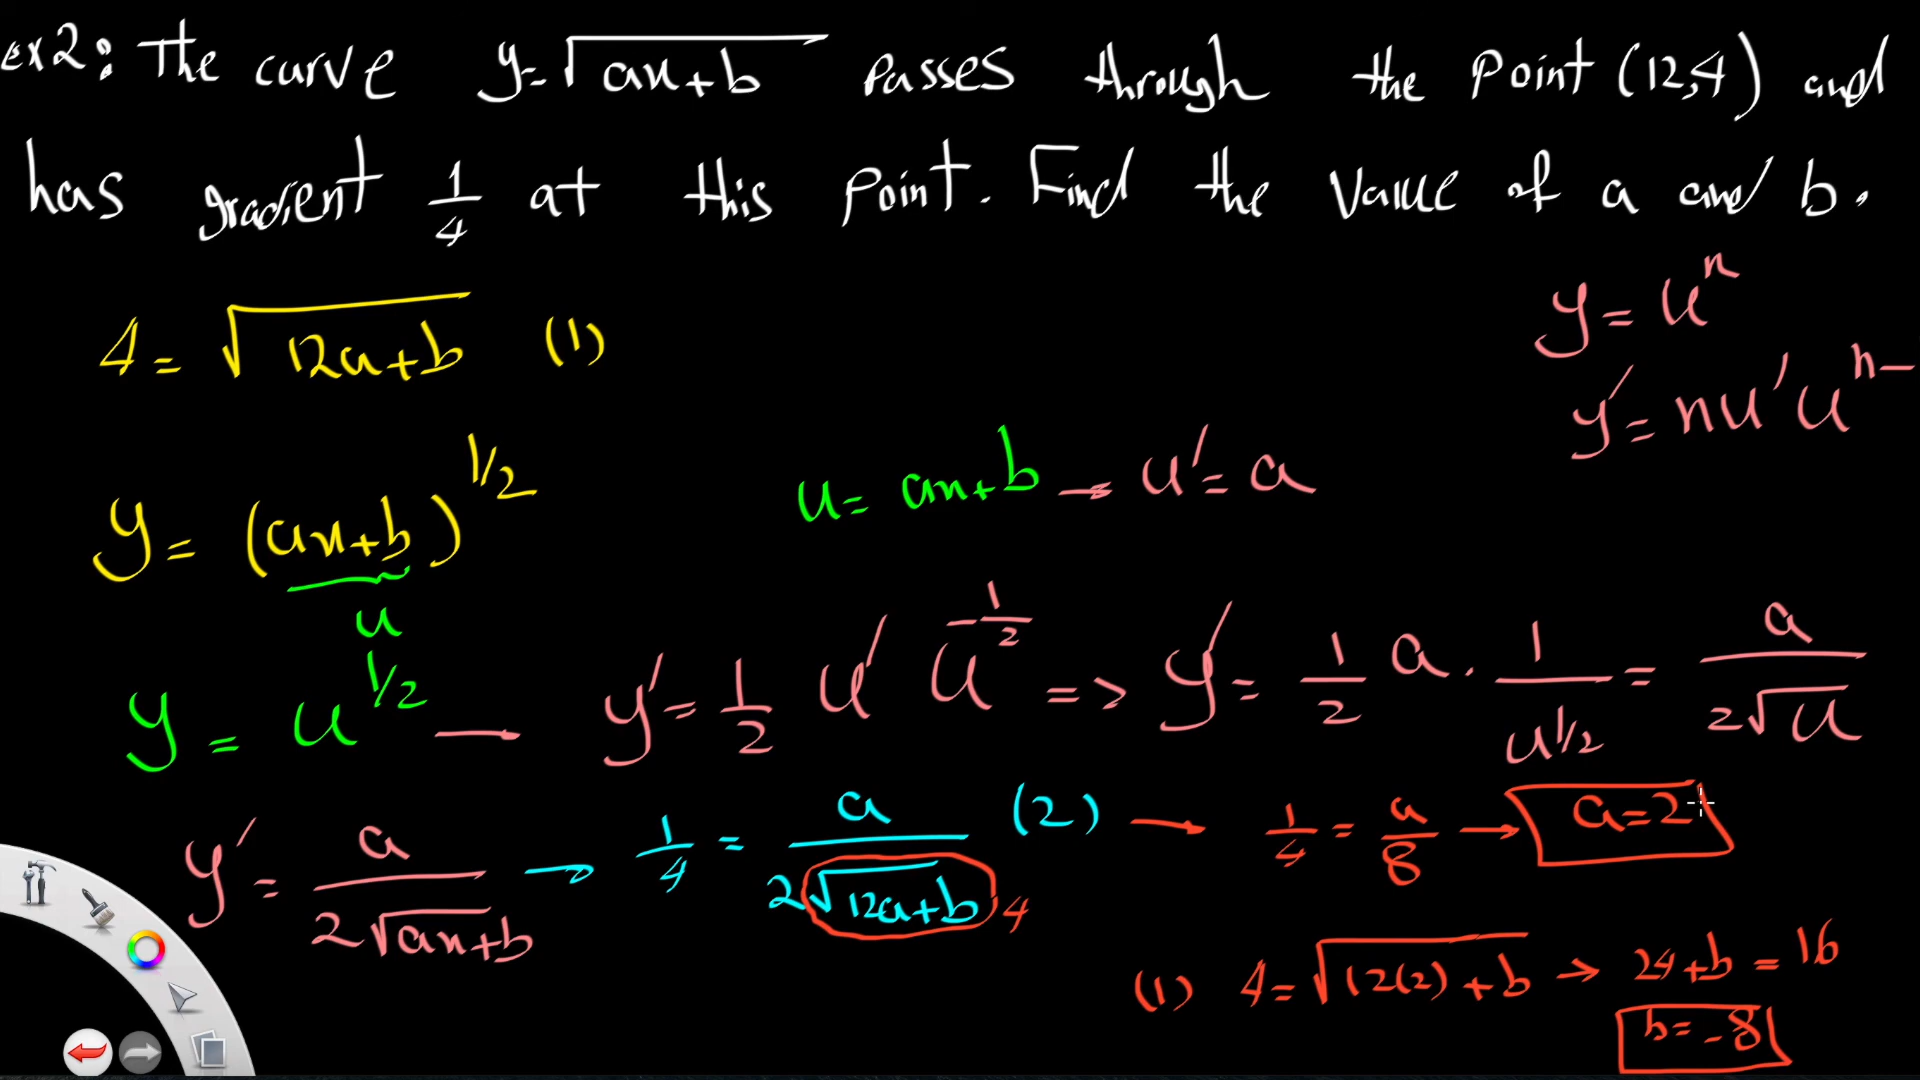 ex2: The curve y=√(ax+b) passes through the point (12,4) and
has gradient 1/4 at this point. Find the value of a and b.
y = u^n
4 = √(12a+b) (1)
y' = nu'u^(n-
y = (ax+b)^(1/2)
u = ax+b → u' = a
u
y = u^(1/2) — y' = 1/2 u' u^(-1/2) => y' = 1/2 a . 1/u^(1/2) = a/(2√u)
y' = a/(2√(ax+b)) → 1/4 = a/(2√(12a+b)) 4 (2) → 1/4 = a/8 → a=2
(1) 4 = √(12(2)+b) → 24+b = 16
b = -8